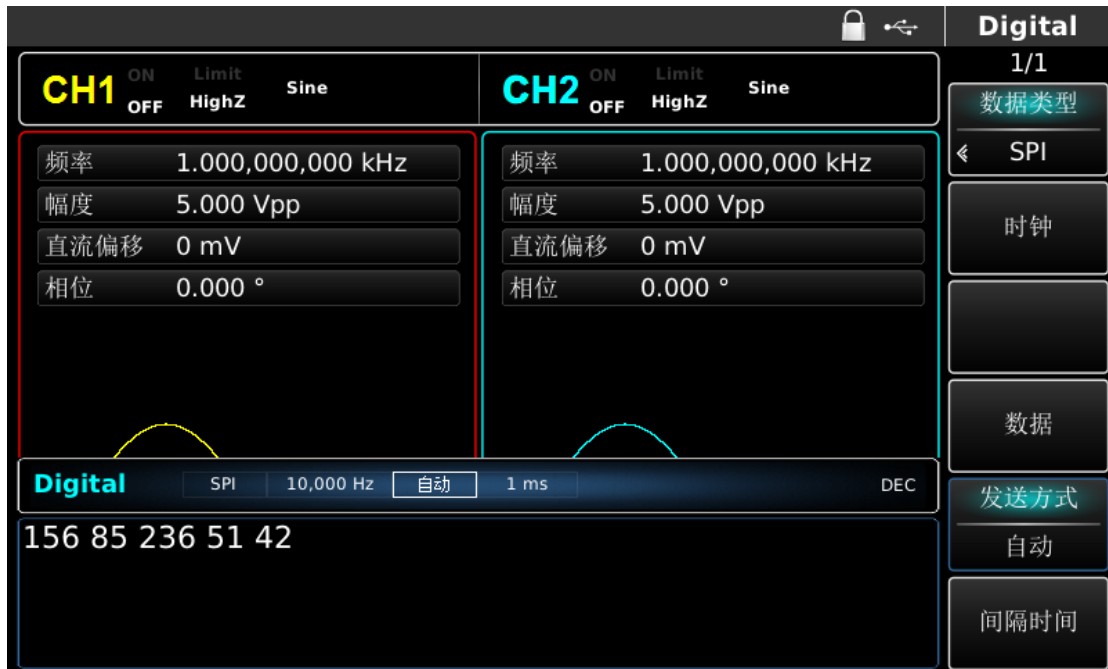 Digital
1/1
CH1 ON Limit Sine
OFF HighZ
CH2 ON Limit Sine
OFF HighZ
频率 1.000,000,000 kHz
幅度 5.000 Vpp
直流偏移 0 mV
相位 0.000 °
频率 1.000,000,000 kHz
幅度 5.000 Vpp
直流偏移 0 mV
相位 0.000 °
Digital SPI 10,000 Hz 自动 1 ms DEC
156 85 236 51 42
数据类型
SPI
时钟
数据
发送方式
自动
间隔时间